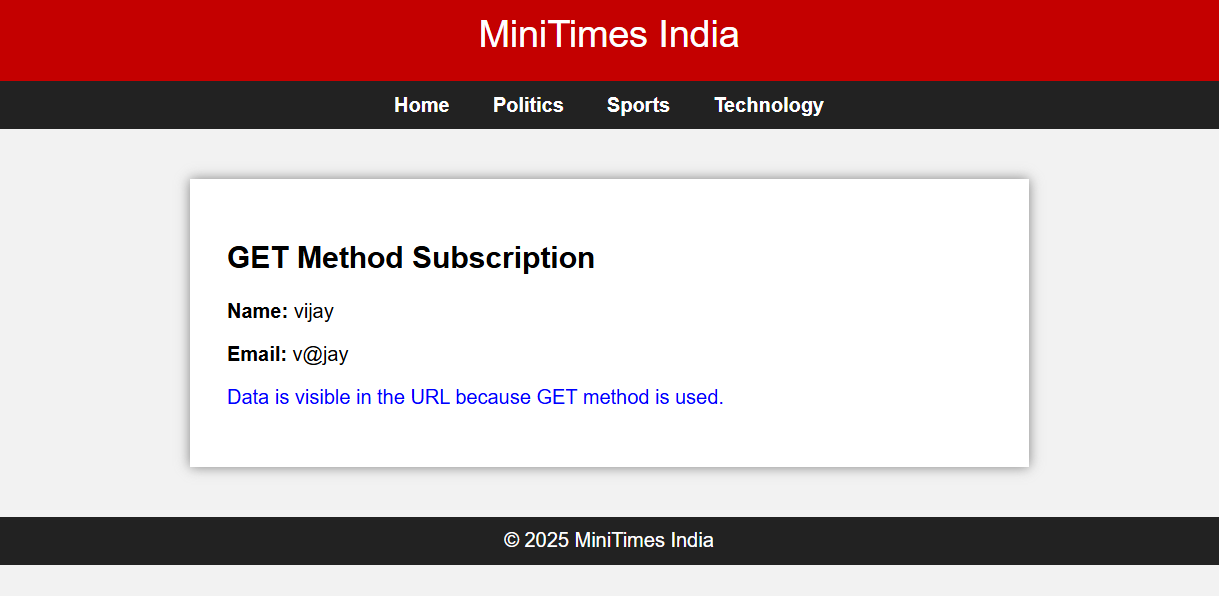 MiniTimes India
Home Politics Sports Technology
GET Method Subscription
Name: vijay
Email: v@jay
Data is visible in the URL because GET method is used.
© 2025 MiniTimes India